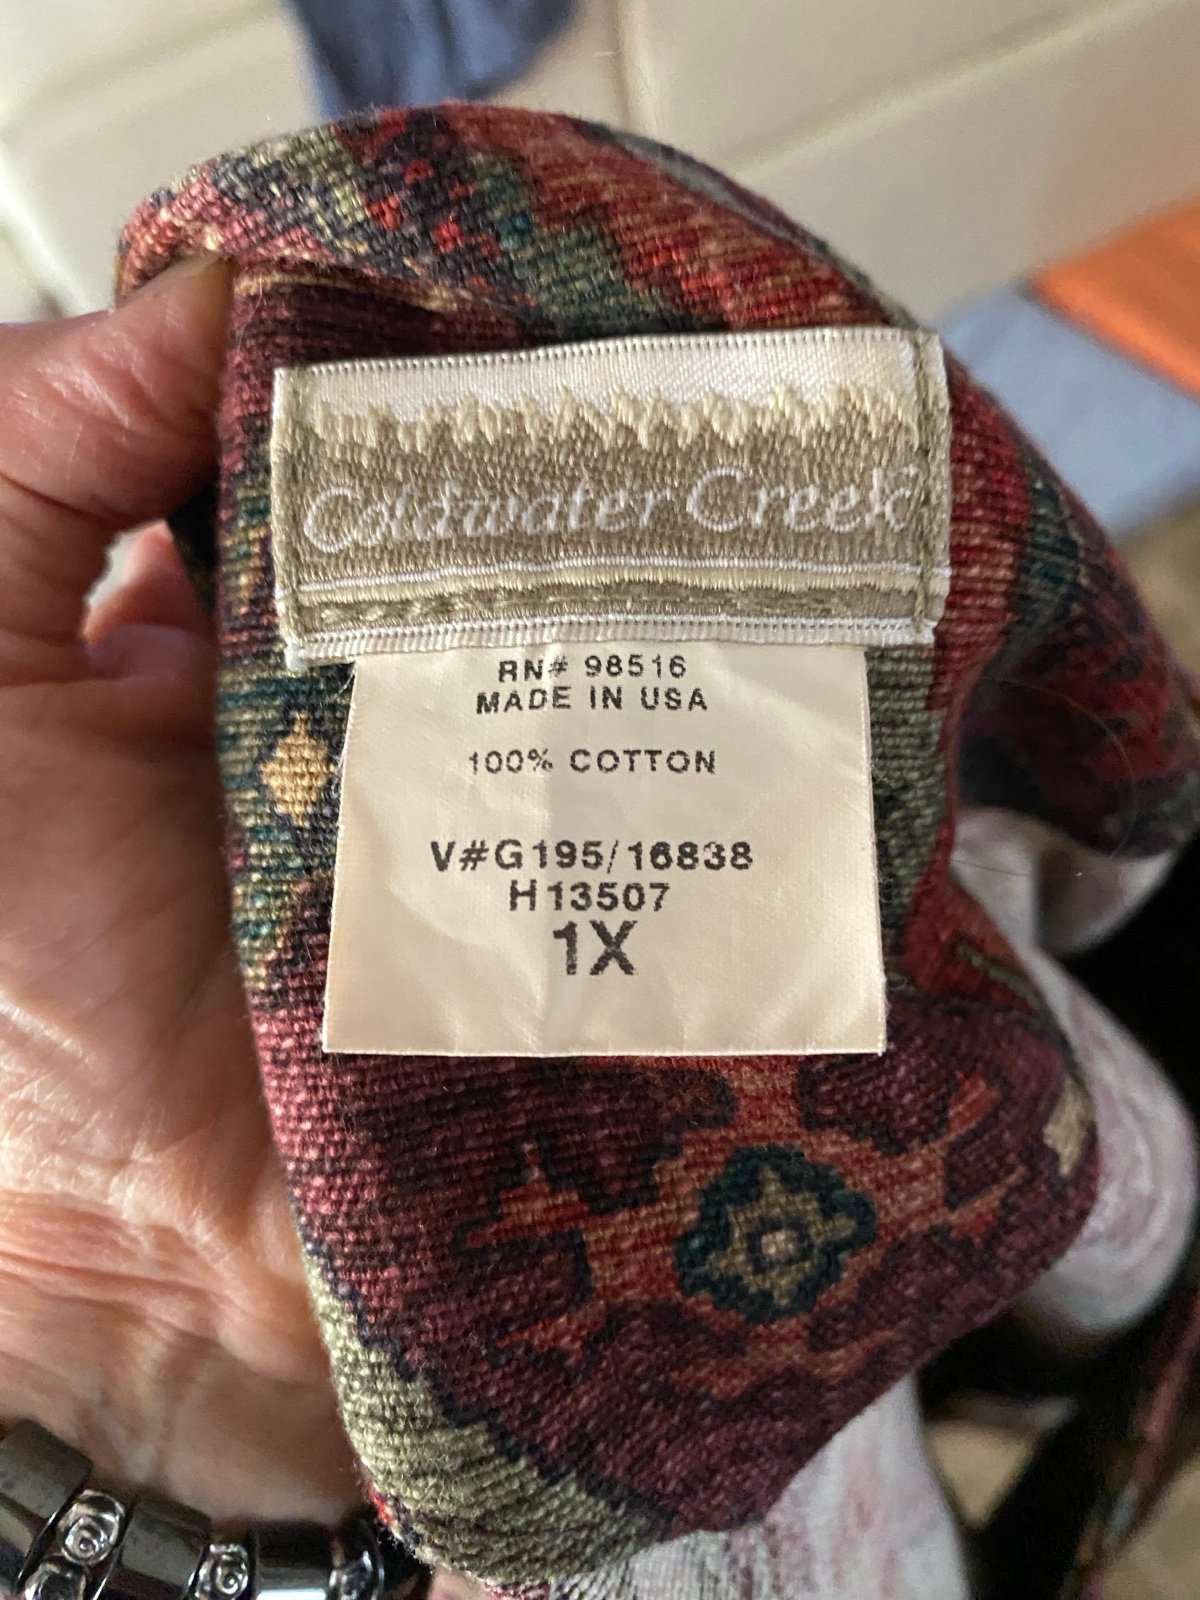 Coldwater Creek
RN# 98516
MADE IN USA
100% COTTON
V#G195/16838
H13507
1X